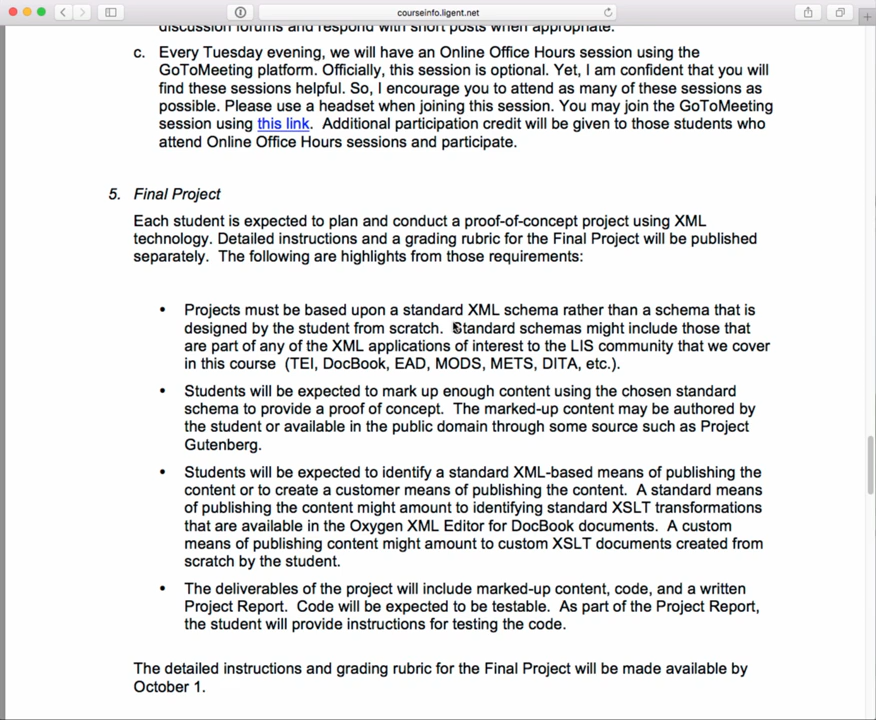 courseinfo.ligent.net
discussion forums and respond with short posts when appropriate.
c. Every Tuesday evening, we will have an Online Office Hours session using the
GoToMeeting platform. Officially, this session is optional. Yet, I am confident that you will
find these sessions helpful. So, I encourage you to attend as many of these sessions as
possible. Please use a headset when joining this session. You may join the GoToMeeting
session using this link. Additional participation credit will be given to those students who
attend Online Office Hours sessions and participate.
5. Final Project
Each student is expected to plan and conduct a proof-of-concept project using XML
technology. Detailed instructions and a grading rubric for the Final Project will be published
separately. The following are highlights from those requirements:
• Projects must be based upon a standard XML schema rather than a schema that is
designed by the student from scratch. Standard schemas might include those that
are part of any of the XML applications of interest to the LIS community that we cover
in this course (TEI, DocBook, EAD, MODS, METS, DITA, etc.).
• Students will be expected to mark up enough content using the chosen standard
schema to provide a proof of concept. The marked-up content may be authored by
the student or available in the public domain through some source such as Project
Gutenberg.
• Students will be expected to identify a standard XML-based means of publishing the
content or to create a customer means of publishing the content. A standard means
of publishing the content might amount to identifying standard XSLT transformations
that are available in the Oxygen XML Editor for DocBook documents. A custom
means of publishing content might amount to custom XSLT documents created from
scratch by the student.
• The deliverables of the project will include marked-up content, code, and a written
Project Report. Code will be expected to be testable. As part of the Project Report,
the student will provide instructions for testing the code.
The detailed instructions and grading rubric for the Final Project will be made available by
October 1.